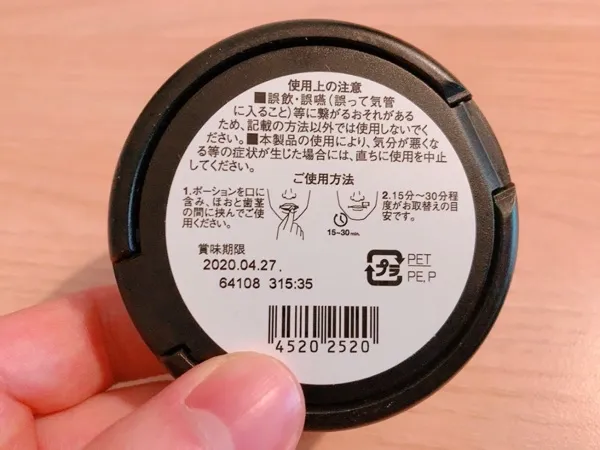 使用上の注意
■誤飲・誤嚥(誤って気管
に入ること)等に繋がるおそれがある
ため、記載の方法以外では使用しないでく
ださい。■本製品の使用により、気分が悪くな
る等の症状が生じた場合には、直ちに使用を中止
してください。
ご使用方法
1.ポーションを口に
含み、ほおと歯茎
の間に挟んでご使
用ください。
15~30min.
2.15分~30分程
度がお取替えの目
安です。
賞味期限
2020.04.27.
64108 315:35
プラ
PET
PE,P
4520 2520